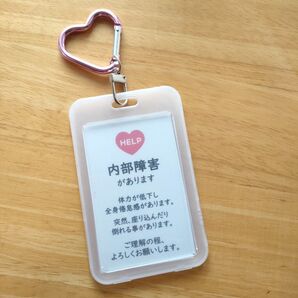 HELP
内部障害
があります
体力が低下し
全身倦怠感があります。
突然、座り込んだり
倒れる事があります。
ご理解の程、
よろしくお願いします。